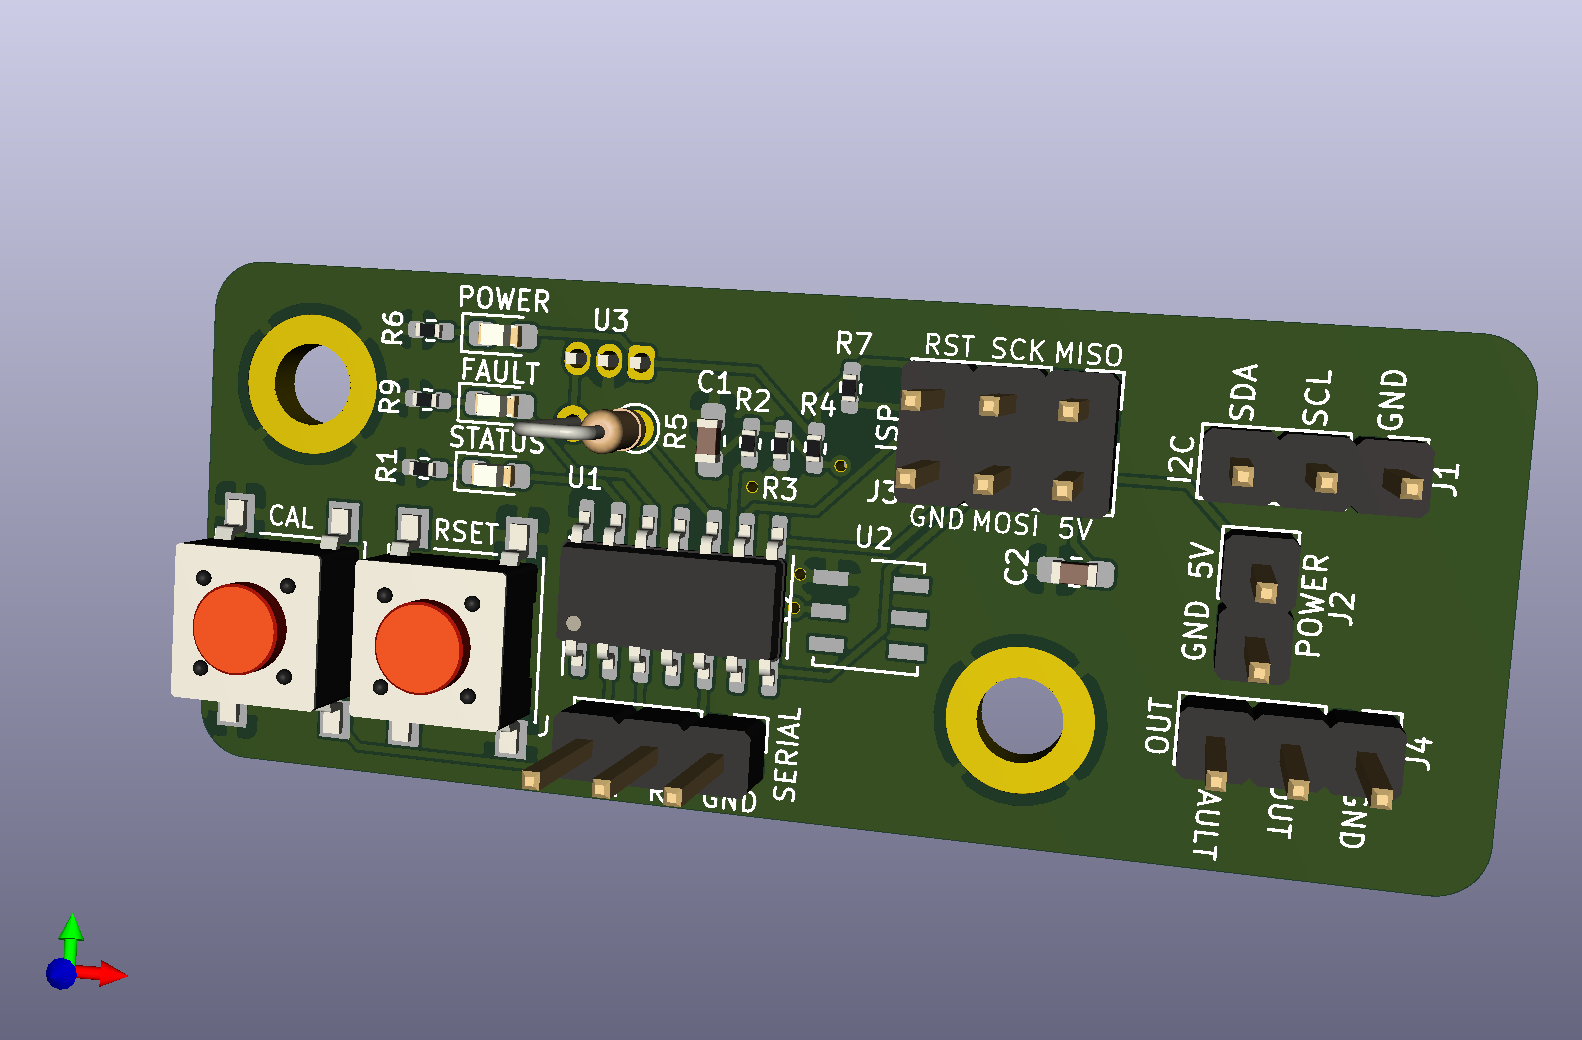 POWER
R6
U3
FAULT
R9
STATUS
R1
U1
R5
C1
R2
R4
R3
R7
RST SCK MISO
ISP
J3
GND MOSI 5V
SDA
SCL
GND
I2C
J1
CAL
RSET
U2
C2
5V
GND
POWER
J2
SERIAL
GND
OUT
J4